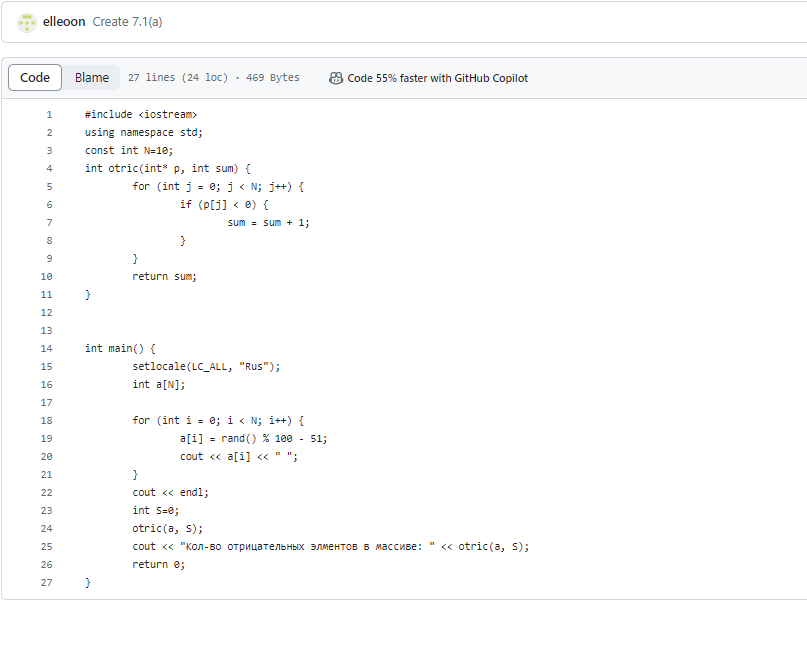 elleoon Create 7.1(a)
Code Blame 27 lines (24 loc) · 469 Bytes Code 55% faster with GitHub Copilot
1 #include <iostream>
2 using namespace std;
3 const int N=10;
4 int otric(int* p, int sum) {
5 for (int j = 0; j < N; j++) {
6 if (p[j] < 0) {
7 sum = sum + 1;
8 }
9 }
10 return sum;
11 }
12
13
14 int main() {
15 setlocale(LC_ALL, "Rus");
16 int a[N];
17
18 for (int i = 0; i < N; i++) {
19 a[i] = rand() % 100 - 51;
20 cout << a[i] << " ";
21 }
22 cout << endl;
23 int S=0;
24 otric(a, S);
25 cout << "Кол-во отрицательных элментов в массиве: " << otric(a, S);
26 return 0;
27 }